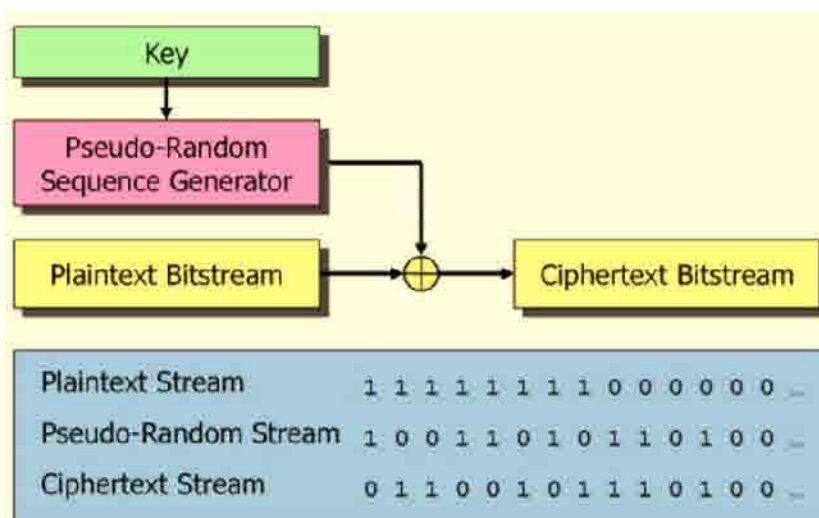 Key
Pseudo-Random
Sequence Generator
Plaintext Bitstream
Ciphertext Bitstream
Plaintext Stream 1 1 1 1 1 1 1 1 0 0 0 0 0 0 …
Pseudo-Random Stream 1 0 0 1 1 0 1 0 1 1 0 1 0 0 …
Ciphertext Stream 0 1 1 0 0 1 0 1 1 1 0 1 0 0 …